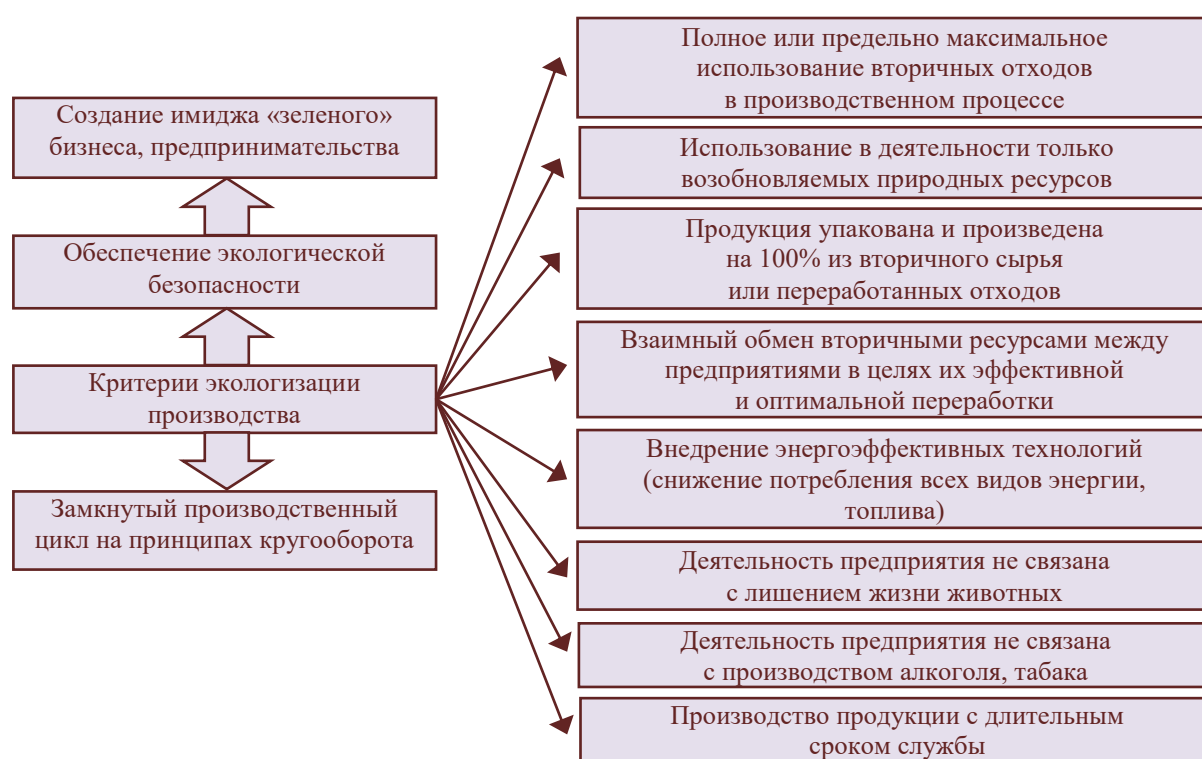 Создание имиджа «зеленого»
бизнеса, предпринимательства
Обеспечение экологической
безопасности
Критерии экологизации
производства
Замкнутый производственный
цикл на принципах кругооборота
Полное или предельно максимальное
использование вторичных отходов
в производственном процессе
Использование в деятельности только
возобновляемых природных ресурсов
Продукция упакована и произведена
на 100% из вторичного сырья
или переработанных отходов
Взаимный обмен вторичными ресурсами между
предприятиями в целях их эффективной
и оптимальной переработки
Внедрение энергоэффективных технологий
(снижение потребления всех видов энергии,
топлива)
Деятельность предприятия не связана
с лишением жизни животных
Деятельность предприятия не связана
с производством алкоголя, табака
Производство продукции с длительным
сроком службы